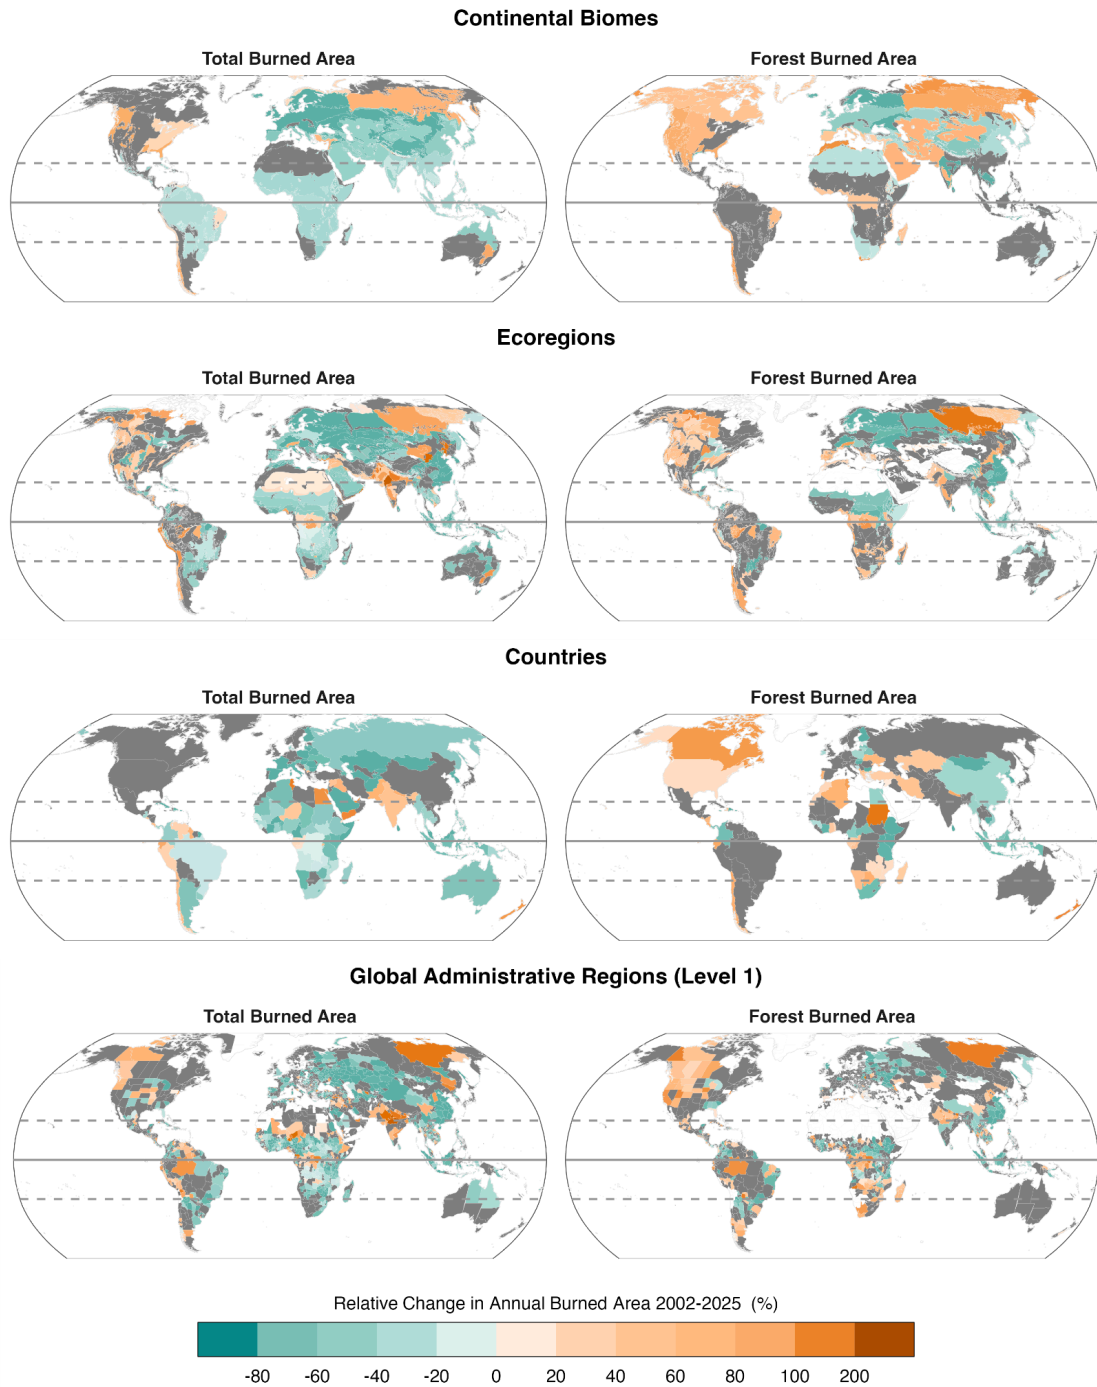 Continental Biomes
Total Burned Area
Forest Burned Area
Ecoregions
Total Burned Area
Forest Burned Area
Countries
Total Burned Area
Forest Burned Area
Global Administrative Regions (Level 1)
Total Burned Area
Forest Burned Area
Relative Change in Annual Burned Area 2002-2025 (%)
-80 -60 -40 -20 0 20 40 60 80 100 200